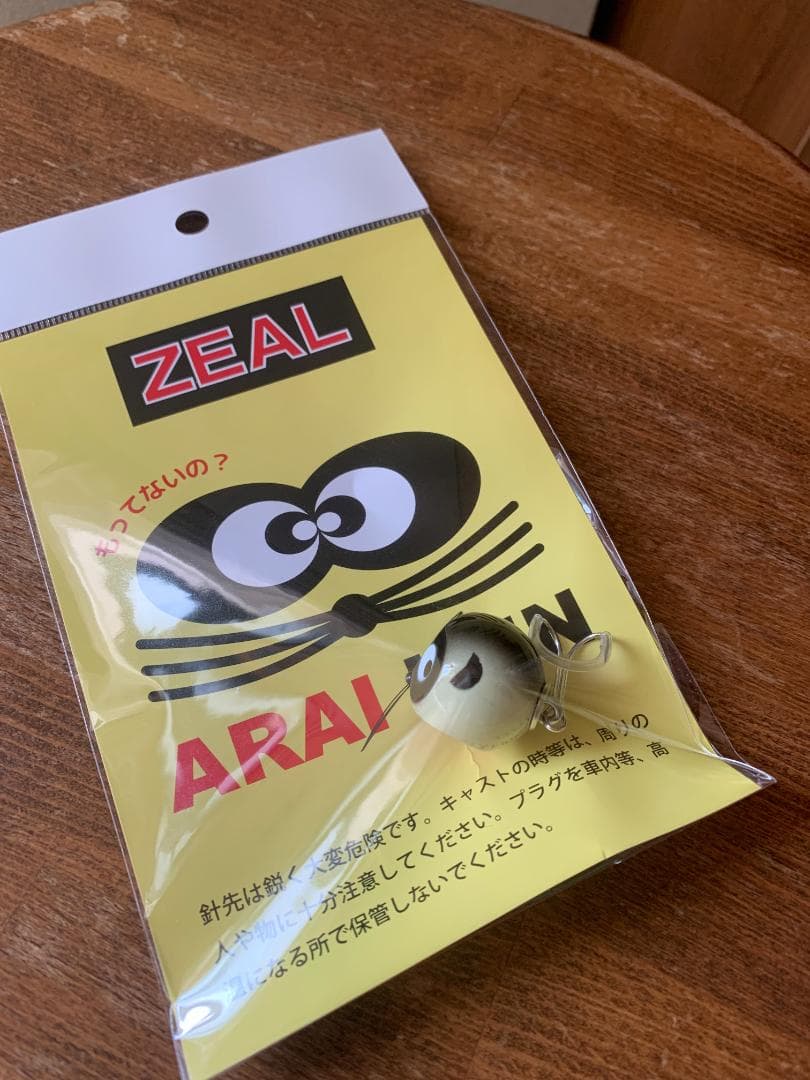 ZEAL
もってないの？
ARAI
針先は鋭く大変危険です。キャストの時等は、周りの
人や物に十分注意してください。プラグを車内等、高
温になる所で保管しないでください。